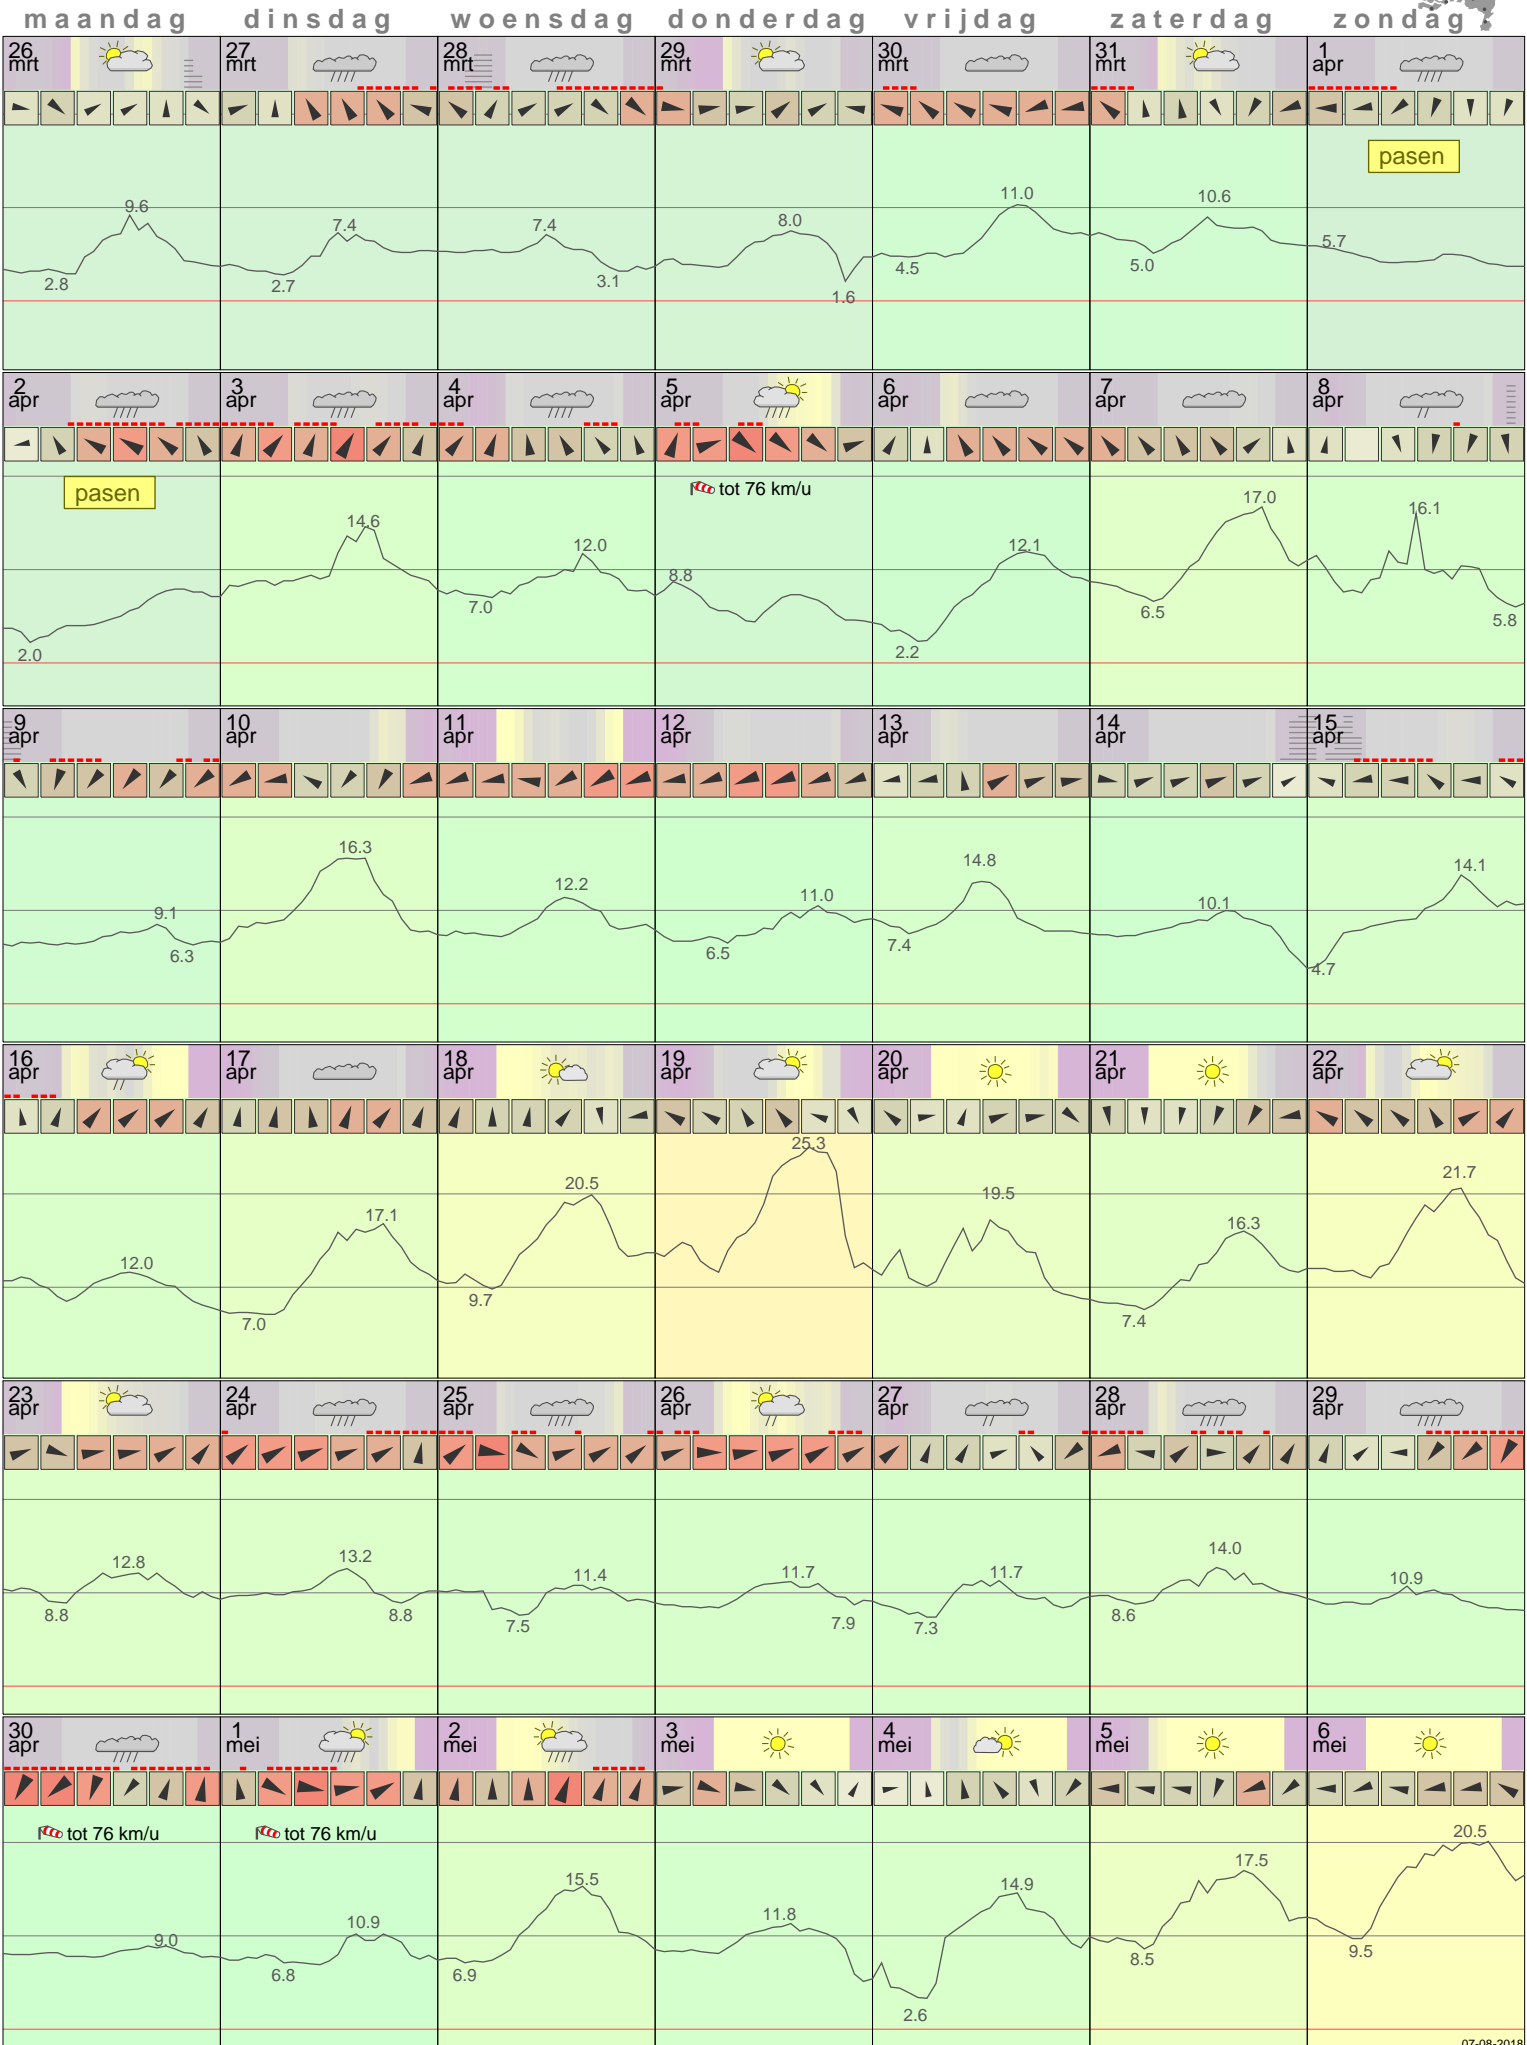 maandag dinsdag woensdag donderdag vrijdag zaterdag zondag
26 27 28 29 30 31 1
mrt mrt mrt mrt mrt mrt apr
pasen
9.6 7.4 7.4 8.0 11.0 10.6 5.7
2.8 2.7 3.1 1.6 4.5 5.0
2 3 4 5 6 7 8
apr apr apr apr apr apr apr
pasen tot 76 km/u
14.6 12.0 8.8 12.1 17.0 16.1
2.0 7.0 2.2 6.5 5.8
9 10 11 12 13 14 15
apr apr apr apr apr apr apr
9.1 16.3 12.2 11.0 14.8 10.1 14.1
6.3 6.5 7.4 4.7
16 17 18 19 20 21 22
apr apr apr apr apr apr apr
12.0 17.1 20.5 25.3 19.5 16.3 21.7
7.0 9.7 7.4
23 24 25 26 27 28 29
apr apr apr apr apr apr apr
12.8 13.2 11.4 11.7 11.7 14.0 10.9
8.8 8.8 7.5 7.9 7.3 8.6
30 1 2 3 4 5 6
apr mei mei mei mei mei mei
tot 76 km/u tot 76 km/u
9.0 10.9 15.5 11.8 14.9 17.5 20.5
6.8 6.9 2.6 8.5 9.5
07-08-2018